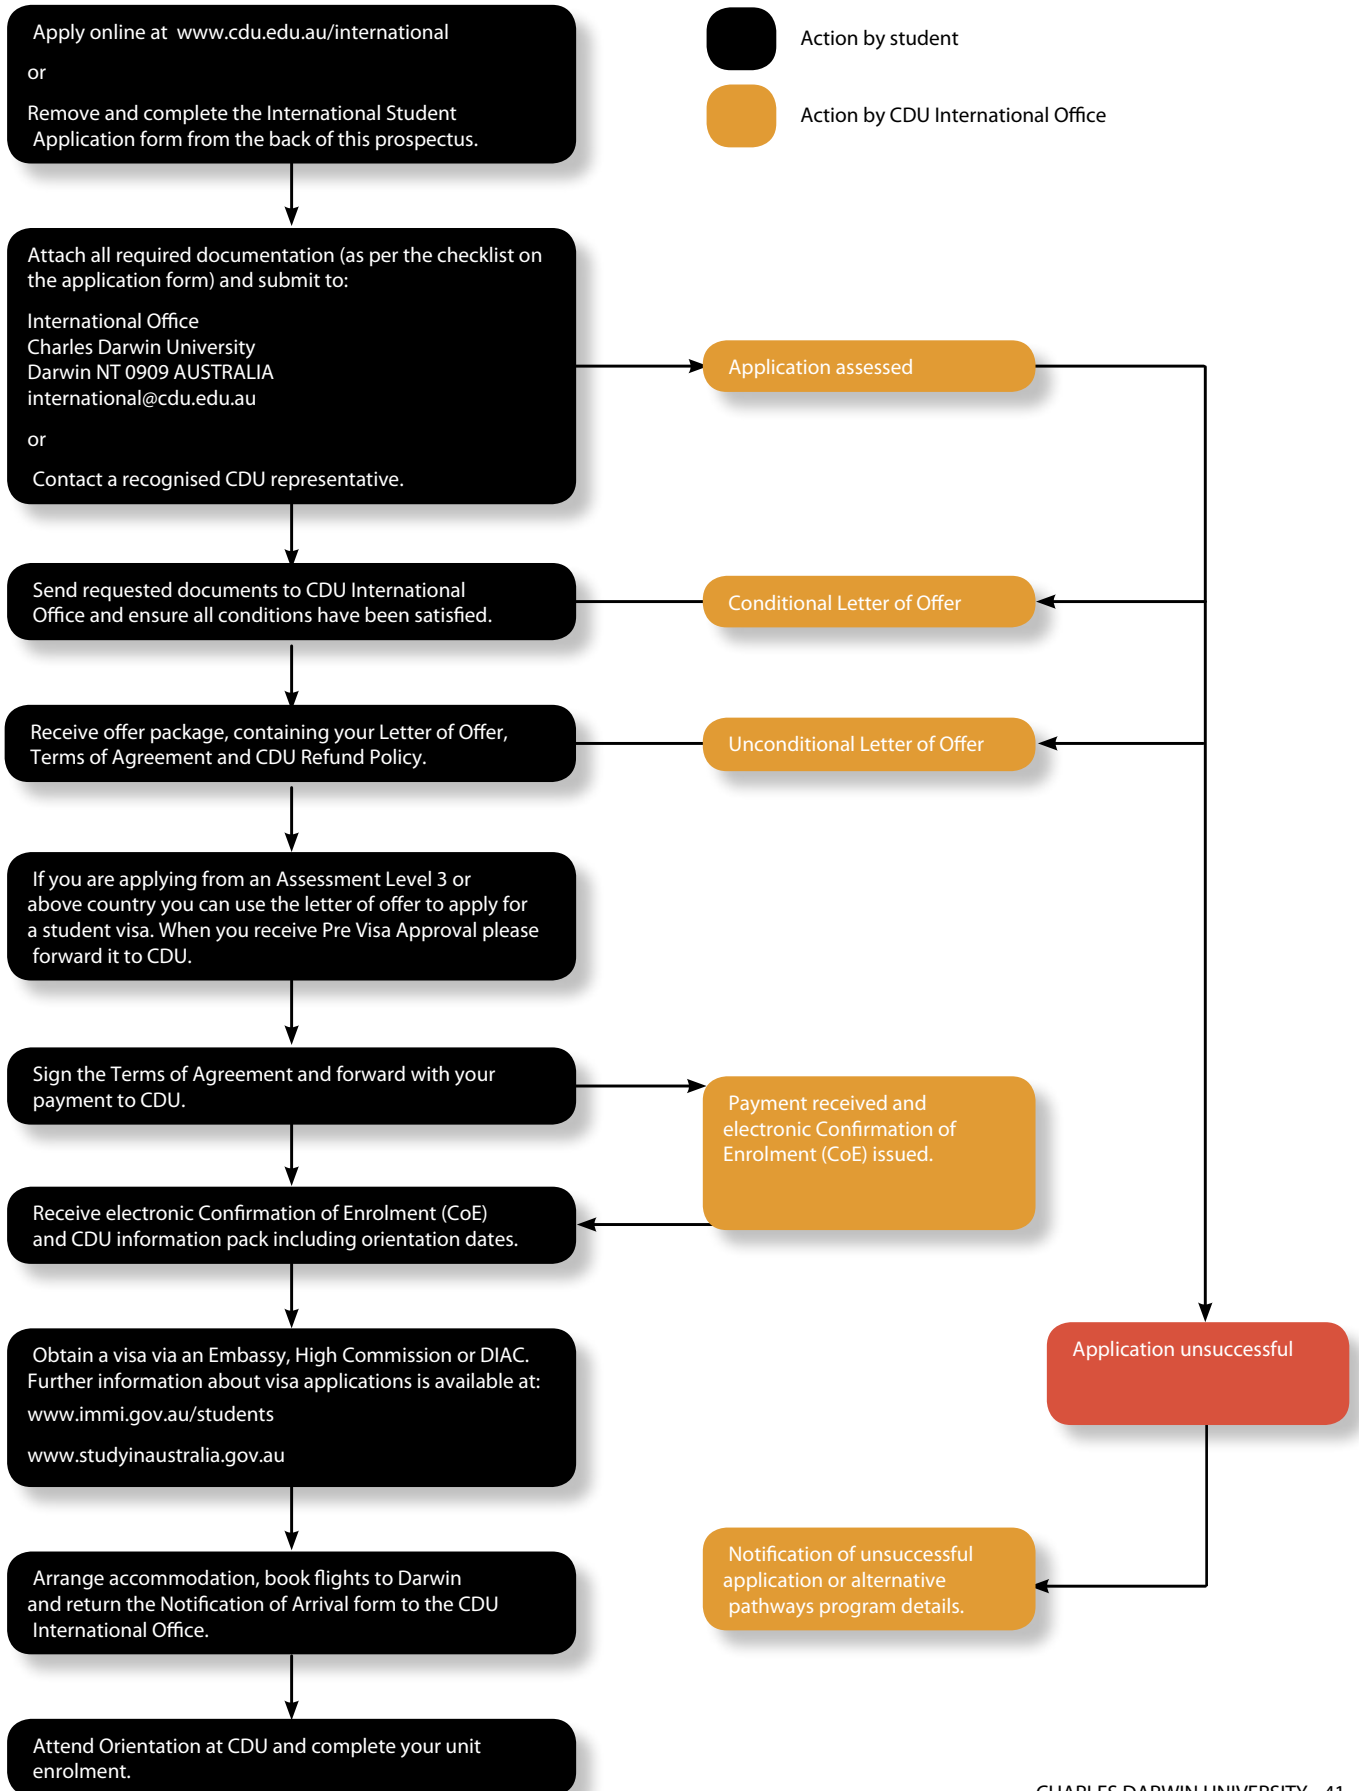 Apply online at www.cdu.edu.au/international
or
Remove and complete the International Student
Application form from the back of this prospectus.
Action by student
Action by CDU International Office
Attach all required documentation (as per the checklist on
the application form) and submit to:
International Office
Charles Darwin University
Darwin NT 0909 AUSTRALIA
international@cdu.edu.au
or
Contact a recognised CDU representative.
Application assessed
Send requested documents to CDU International
Office and ensure all conditions have been satisfied.
Conditional Letter of Offer
Receive offer package, containing your Letter of Offer,
Terms of Agreement and CDU Refund Policy.
Unconditional Letter of Offer
If you are applying from an Assessment Level 3 or
above country you can use the letter of offer to apply for
a student visa. When you receive Pre Visa Approval please
forward it to CDU.
Sign the Terms of Agreement and forward with your
payment to CDU.
Payment received and
electronic Confirmation of
Enrolment (CoE) issued.
Receive electronic Confirmation of Enrolment (CoE)
and CDU information pack including orientation dates.
Obtain a visa via an Embassy, High Commission or DIAC.
Further information about visa applications is available at:
www.immi.gov.au/students
www.studyinaustralia.gov.au
Application unsuccessful
Arrange accommodation, book flights to Darwin
and return the Notification of Arrival form to the CDU
International Office.
Notification of unsuccessful
application or alternative
pathways program details.
Attend Orientation at CDU and complete your unit
enrolment.
CHARLES DARWIN UNIVERSITY 41